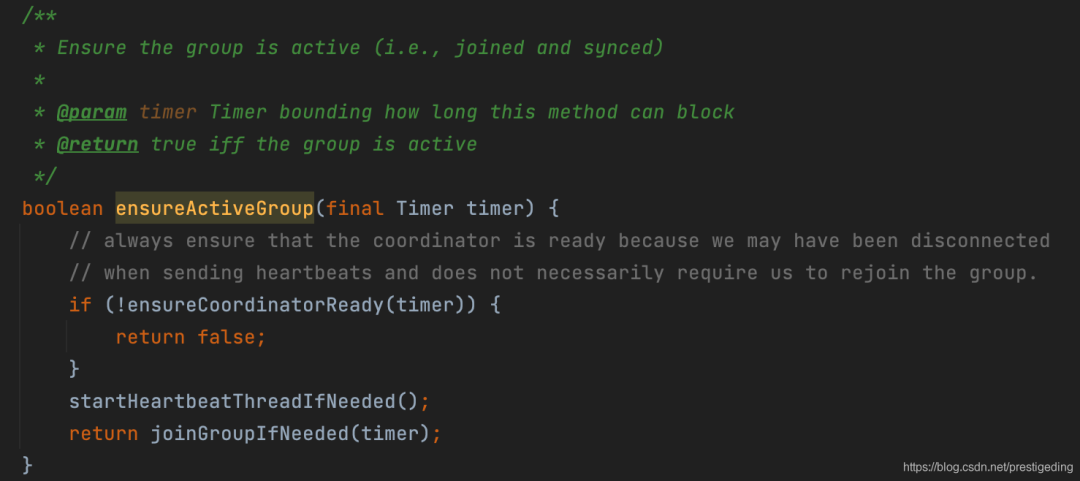 /**
 * Ensure the group is active (i.e., joined and synced)
 *
 * @param timer Timer bounding how long this method can block
 * @return true iff the group is active
 */
boolean ensureActiveGroup(final Timer timer) {
    // always ensure that the coordinator is ready because we may have been disconnected
    // when sending heartbeats and does not necessarily require us to rejoin the group.
    if (!ensureCoordinatorReady(timer)) {
        return false;
    }
    startHeartbeatThreadIfNeeded();
    return joinGroupIfNeeded(timer);
}
https://blog.csdn.net/prestigeding